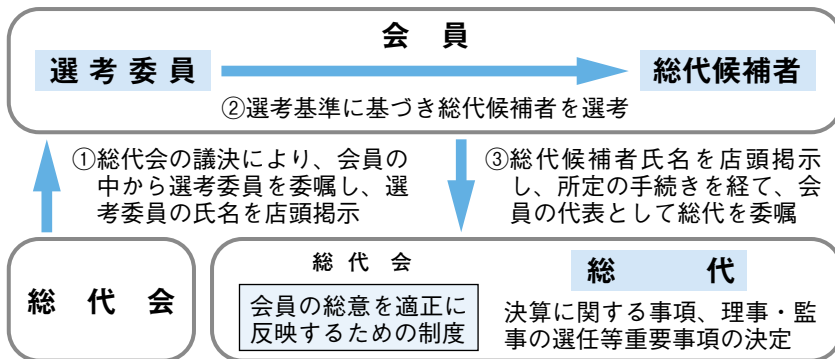 会　員
選考委員
総代候補者
②選考基準に基づき総代候補者を選考
①総代会の議決により、会員の
中から選考委員を委嘱し、選
考委員の氏名を店頭掲示
③総代候補者氏名を店頭掲示
し、所定の手続きを経て、会
員の代表として総代を委嘱
総　代　会
総　代　会
会員の総意を適正に
反映するための制度
総　　代
決算に関する事項、理事・監
事の選任等重要事項の決定